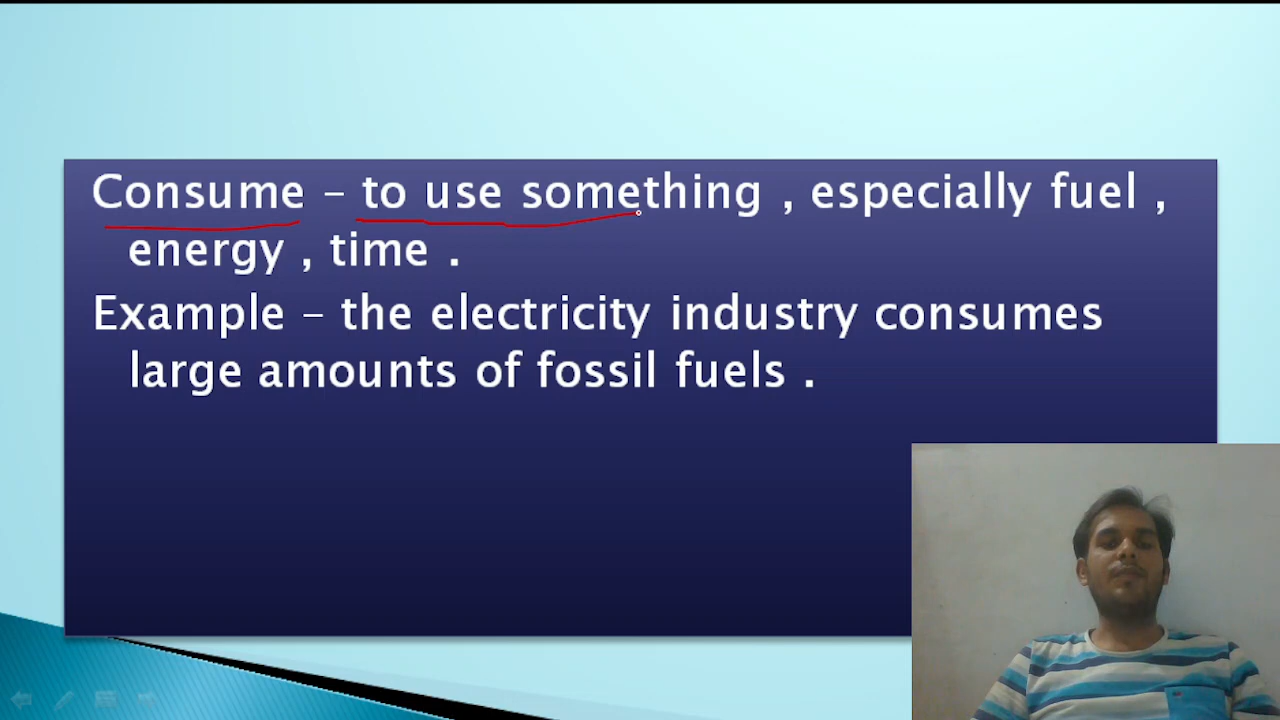 Consume – to use something , especially fuel ,
energy , time .
Example – the electricity industry consumes
large amounts of fossil fuels .